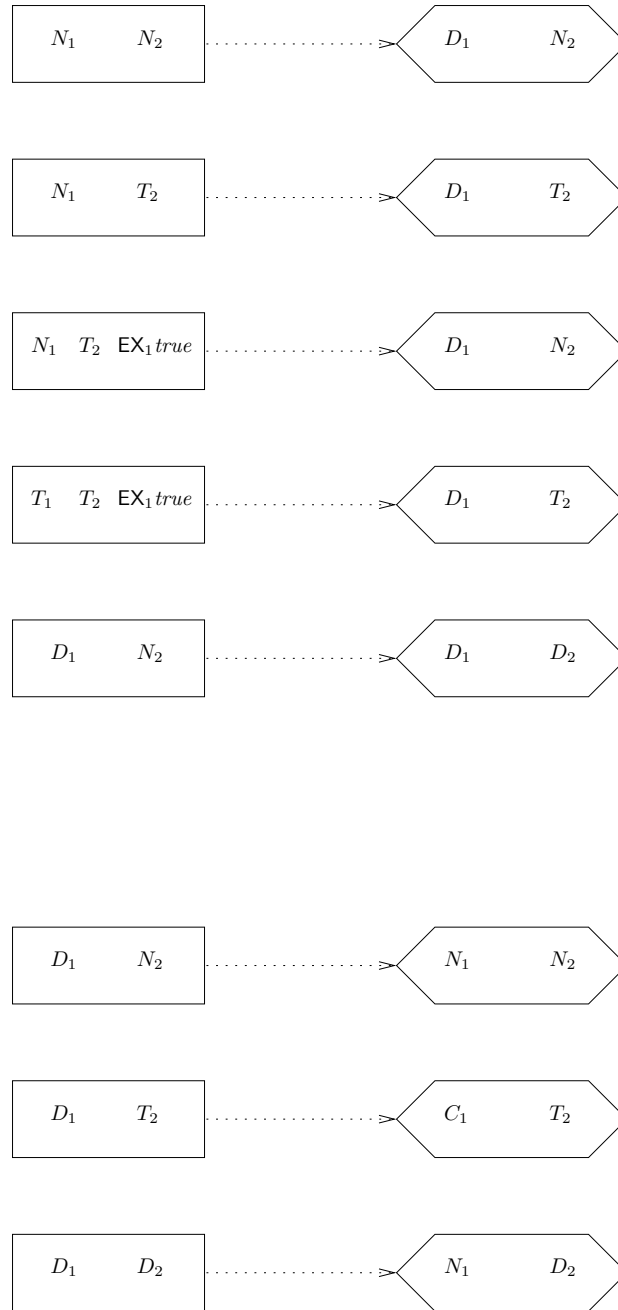 N₁ N₂ D₁ N₂
N₁ T₂ D₁ T₂
N₁ T₂ EX₁true D₁ N₂
T₁ T₂ EX₁true D₁ T₂
D₁ N₂ D₁ D₂
D₁ N₂ N₁ N₂
D₁ T₂ C₁ T₂
D₁ D₂ N₁ D₂